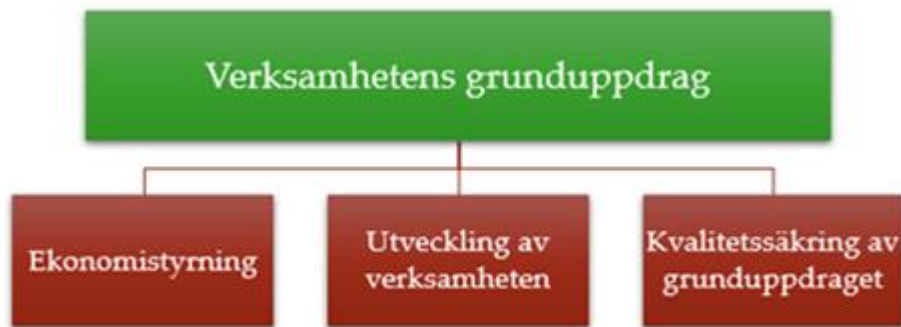 Verksamhetens grunduppdrag
Ekonomistyrning
Utveckling av
verksamheten
Kvalitetssäkring av
grunduppdraget